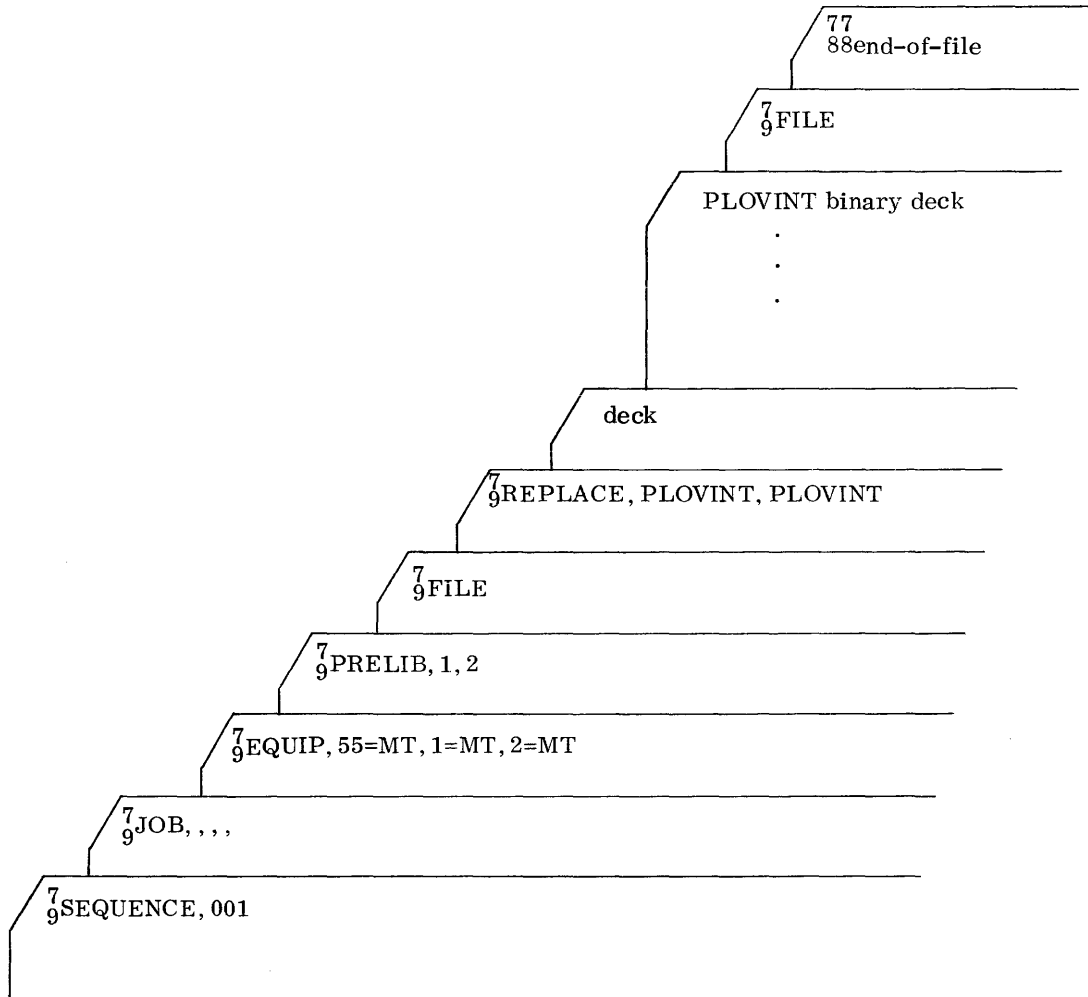 77
88end-of-file
7
9FILE
PLOVINT binary deck
.
.
.
deck
7
9REPLACE, PLOVINT, PLOVINT
7
9FILE
7
9PRELIB, 1, 2
7
9EQUIP, 55=MT, 1=MT, 2=MT
7
9JOB, , , ,
7
9SEQUENCE, 001